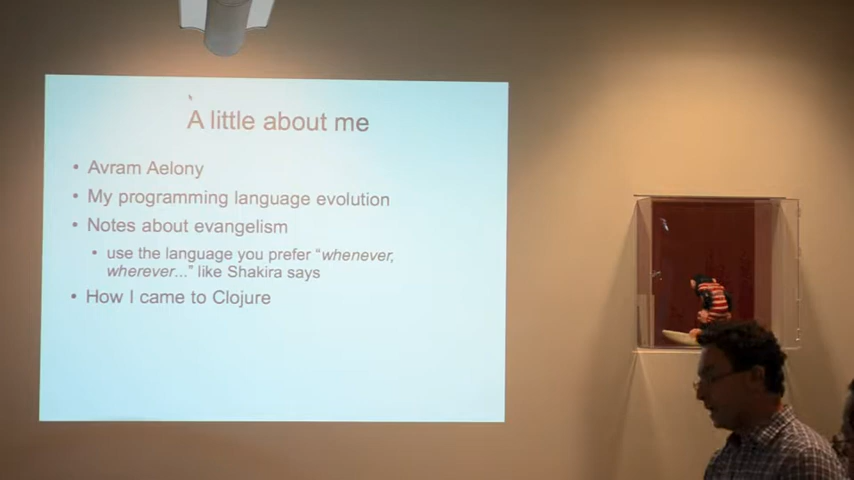 A little about me
• Avram Aelony
• My programming language evolution
• Notes about evangelism
• use the language you prefer “whenever,
wherever...” like Shakira says
• How I came to Clojure